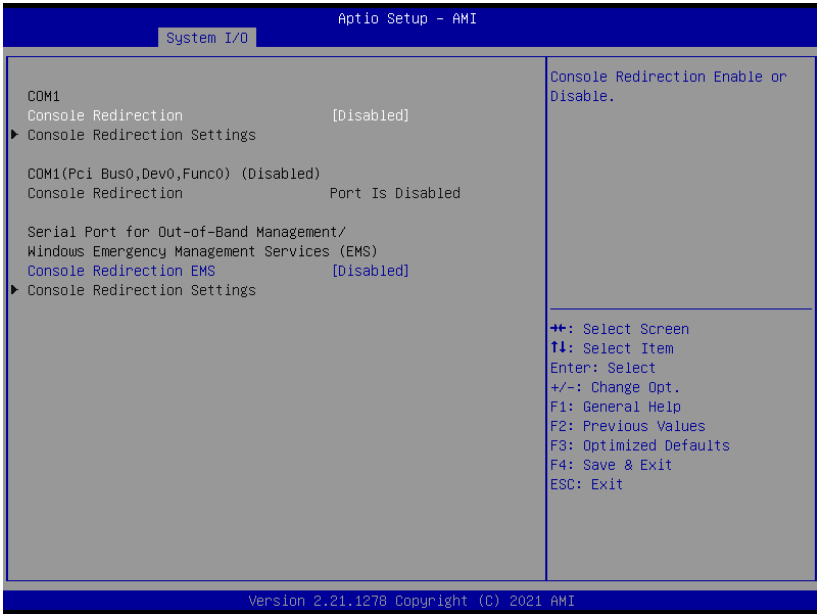 Aptio Setup – AMI
System I/O
COM1
Console Redirection [Disabled]
Console Redirection Settings
COM1(Pci Bus0,Dev0,Func0) (Disabled)
Console Redirection Port Is Disabled
Serial Port for Out-of-Band Management/
Windows Emergency Management Services (EMS)
Console Redirection EMS [Disabled]
Console Redirection Settings
Console Redirection Enable or
Disable.
→←: Select Screen
↑↓: Select Item
Enter: Select
+/-: Change Opt.
F1: General Help
F2: Previous Values
F3: Optimized Defaults
F4: Save & Exit
ESC: Exit
Version 2.21.1278 Copyright (C) 2021 AMI